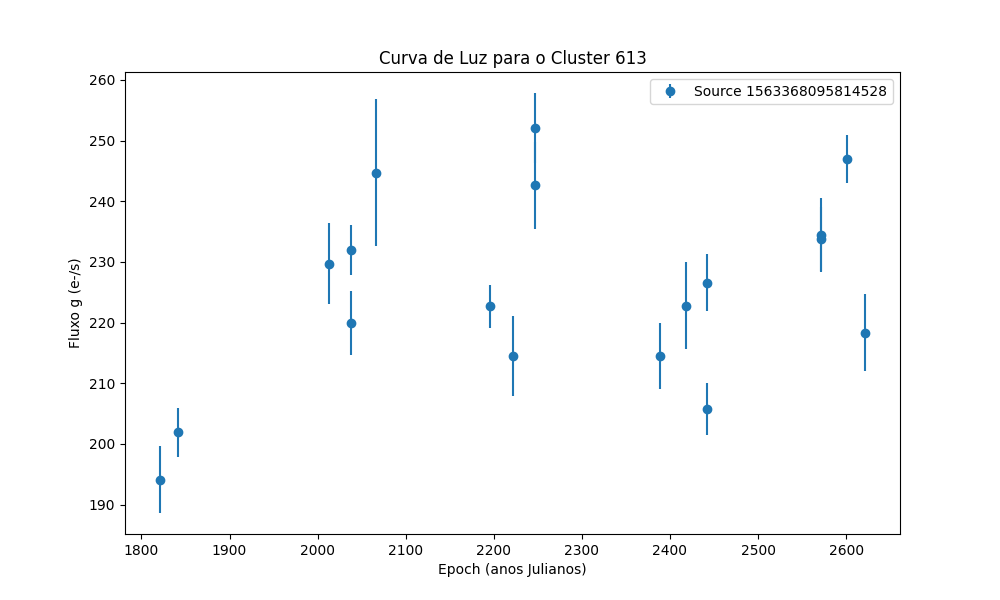 Curva de Luz para o Cluster 613
Source 1563368095814528
Fluxo g (e-/s)
260
250
240
230
220
210
200
190
1800 1900 2000 2100 2200 2300 2400 2500 2600
Epoch (anos Julianos)